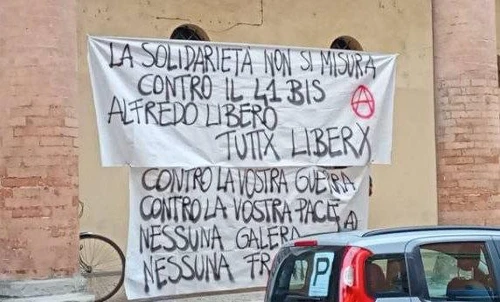 LA SOLIDARIETÀ NON SI MISURA
CONTRO IL 41 BIS
ALFREDO LIBERO
TUTTX LIBERX
CONTRO LA VOSTRA GUERRA
CONTRO LA VOSTRA PACE
NESSUNA GALERA
NESSUNA
P